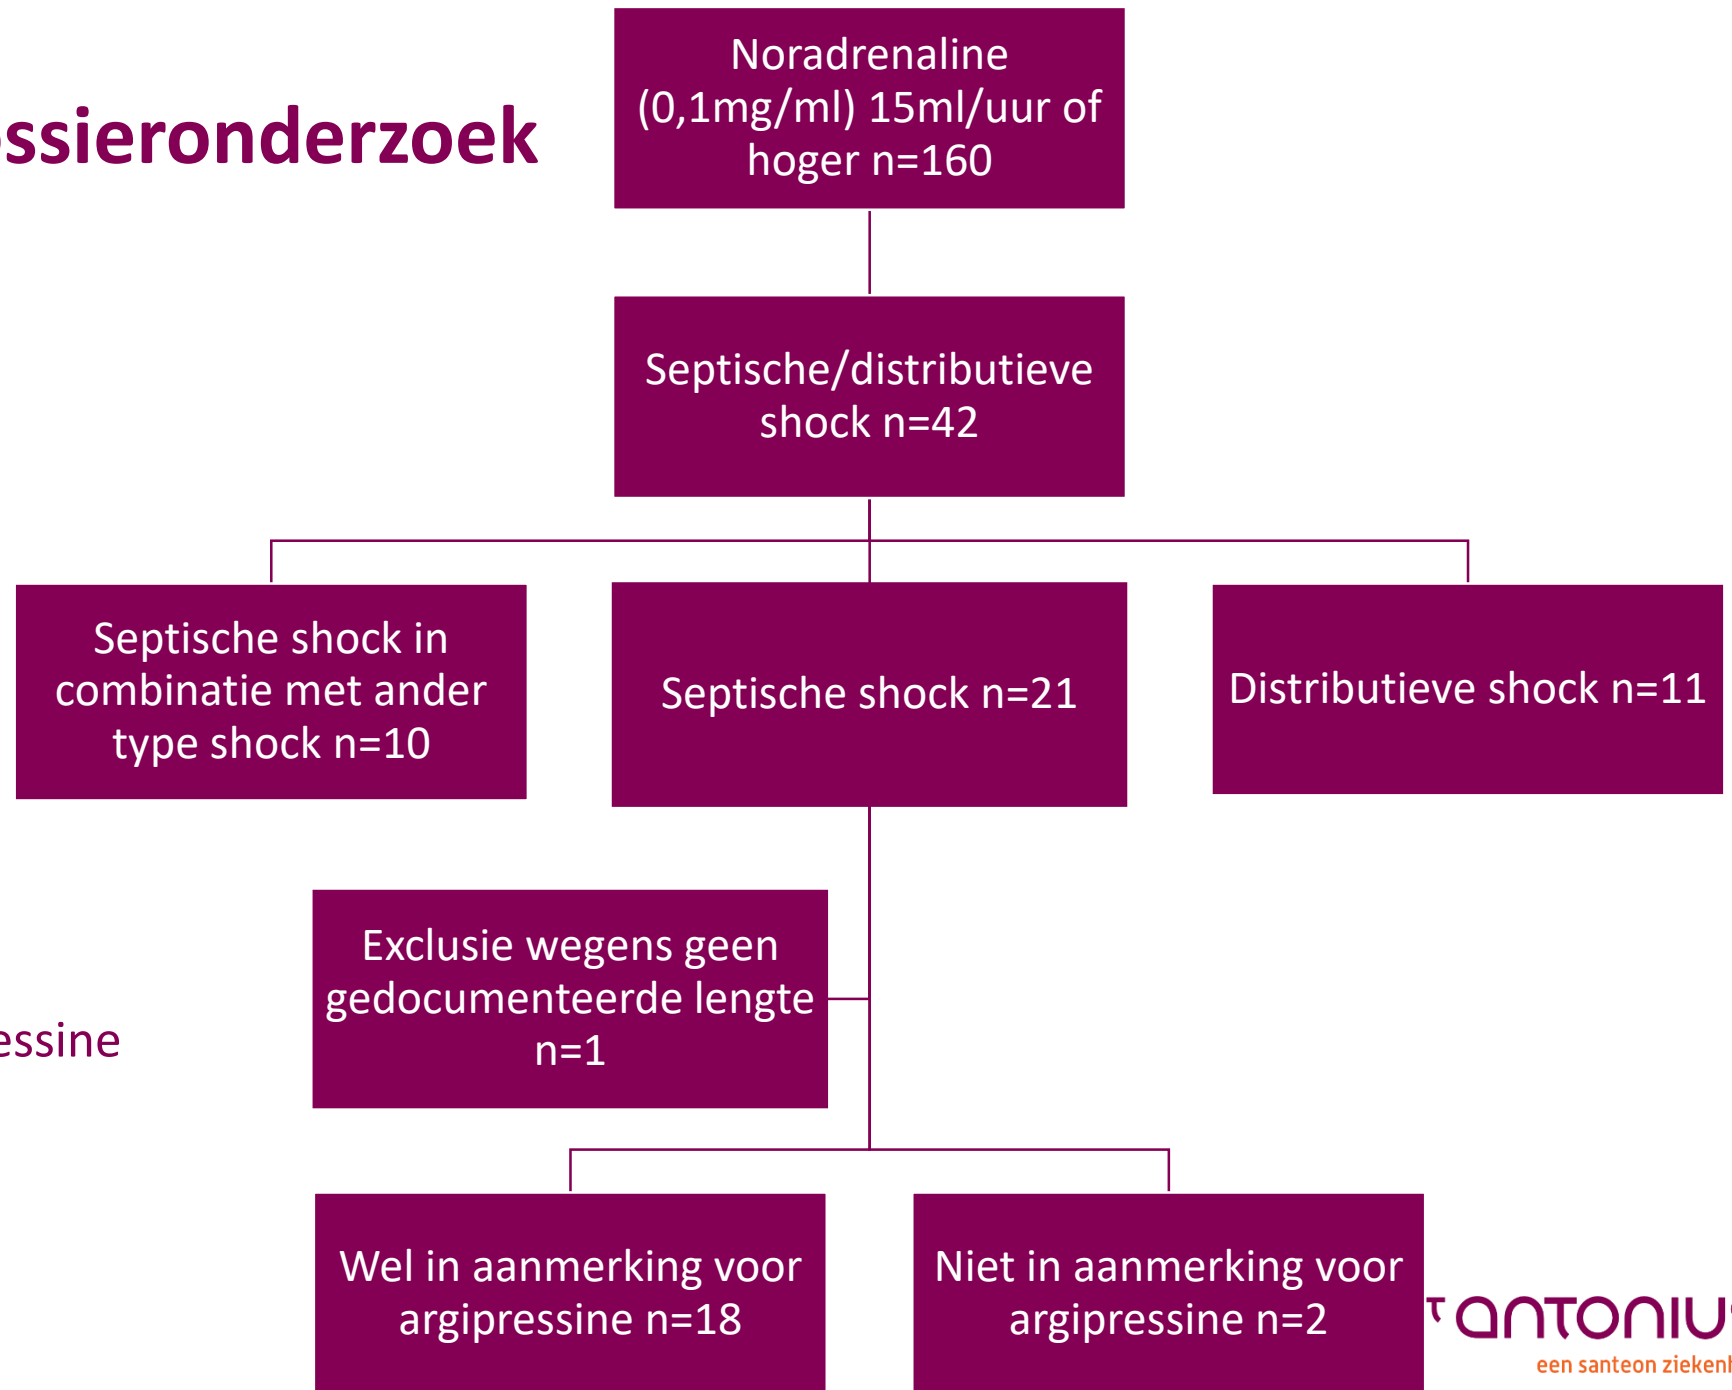 ossieronderzoek
Noradrenaline
(0,1mg/ml) 15ml/uur of
hoger n=160
Septische/distributieve
shock n=42
Septische shock in
combinatie met ander
type shock n=10
Septische shock n=21
Distributieve shock n=11
Exclusie wegens geen
gedocumenteerde lengte
n=1
essine
Wel in aanmerking voor
argipressine n=18
Niet in aanmerking voor
argipressine n=2
T antonius
een santeon ziekenh